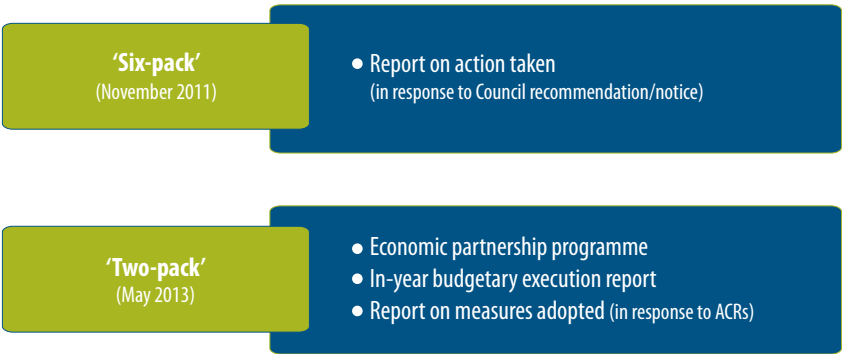 ‘Six-pack’
(November 2011)
• Report on action taken
(in response to Council recommendation/notice)
‘Two-pack’
(May 2013)
• Economic partnership programme
• In-year budgetary execution report
• Report on measures adopted (in response to ACRs)